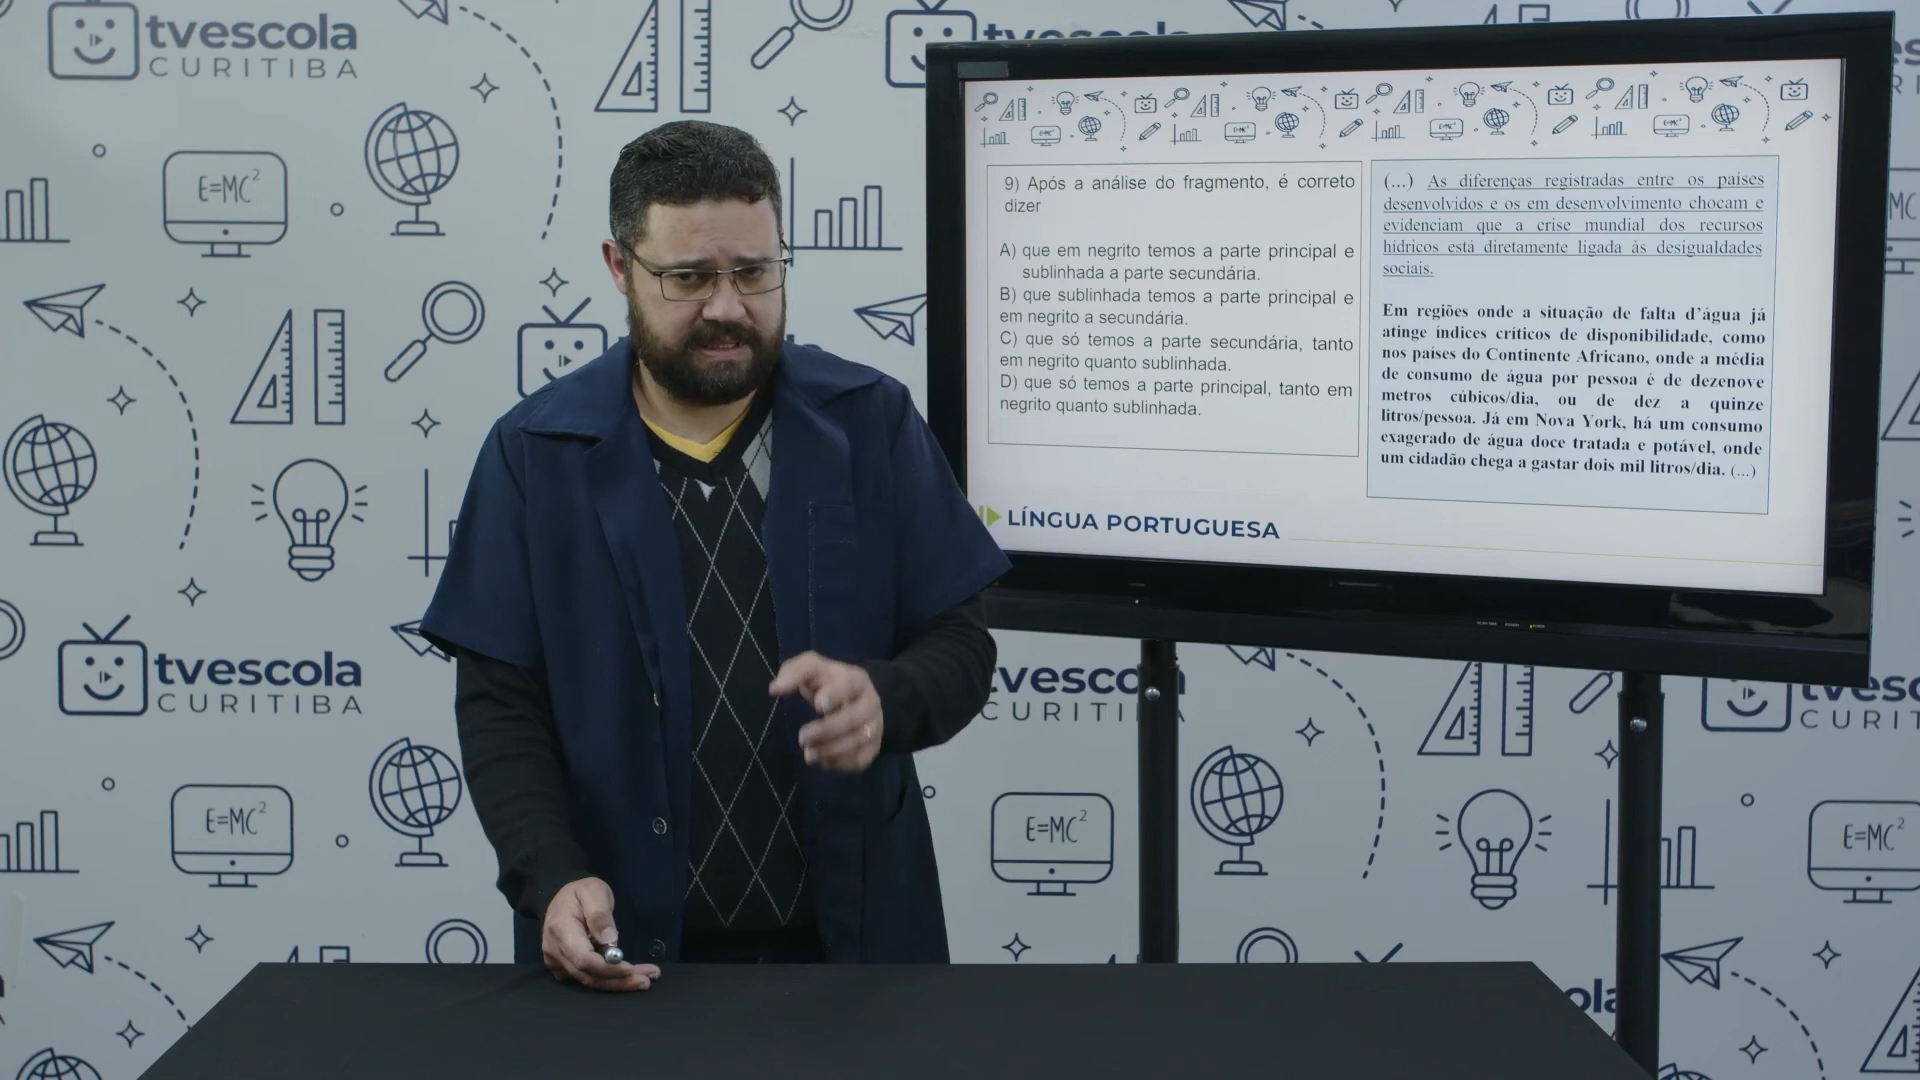 tvescola
CURITIBA
E=MC²
9) Após a análise do fragmento, é correto
dizer
A) que em negrito temos a parte principal e
sublinhada a parte secundária.
B) que sublinhada temos a parte principal e
em negrito a secundária.
C) que só temos a parte secundária, tanto
em negrito quanto sublinhada.
D) que só temos a parte principal, tanto em
negrito quanto sublinhada.
(...) As diferenças registradas entre os países
desenvolvidos e os em desenvolvimento chocam e
evidenciam que a crise mundial dos recursos
hídricos está diretamente ligada às desigualdades
sociais.
Em regiões onde a situação de falta d’água já
atinge índices críticos de disponibilidade, como
nos países do Continente Africano, onde a média
de consumo de água por pessoa é de dezenove
metros cúbicos/dia, ou de dez a quinze
litros/pessoa. Já em Nova York, há um consumo
exagerado de água doce tratada e potável, onde
um cidadão chega a gastar dois mil litros/dia. (...)
LÍNGUA PORTUGUESA
tvescola
CURITIBA
E=MC²
E=MC²
E=MC²